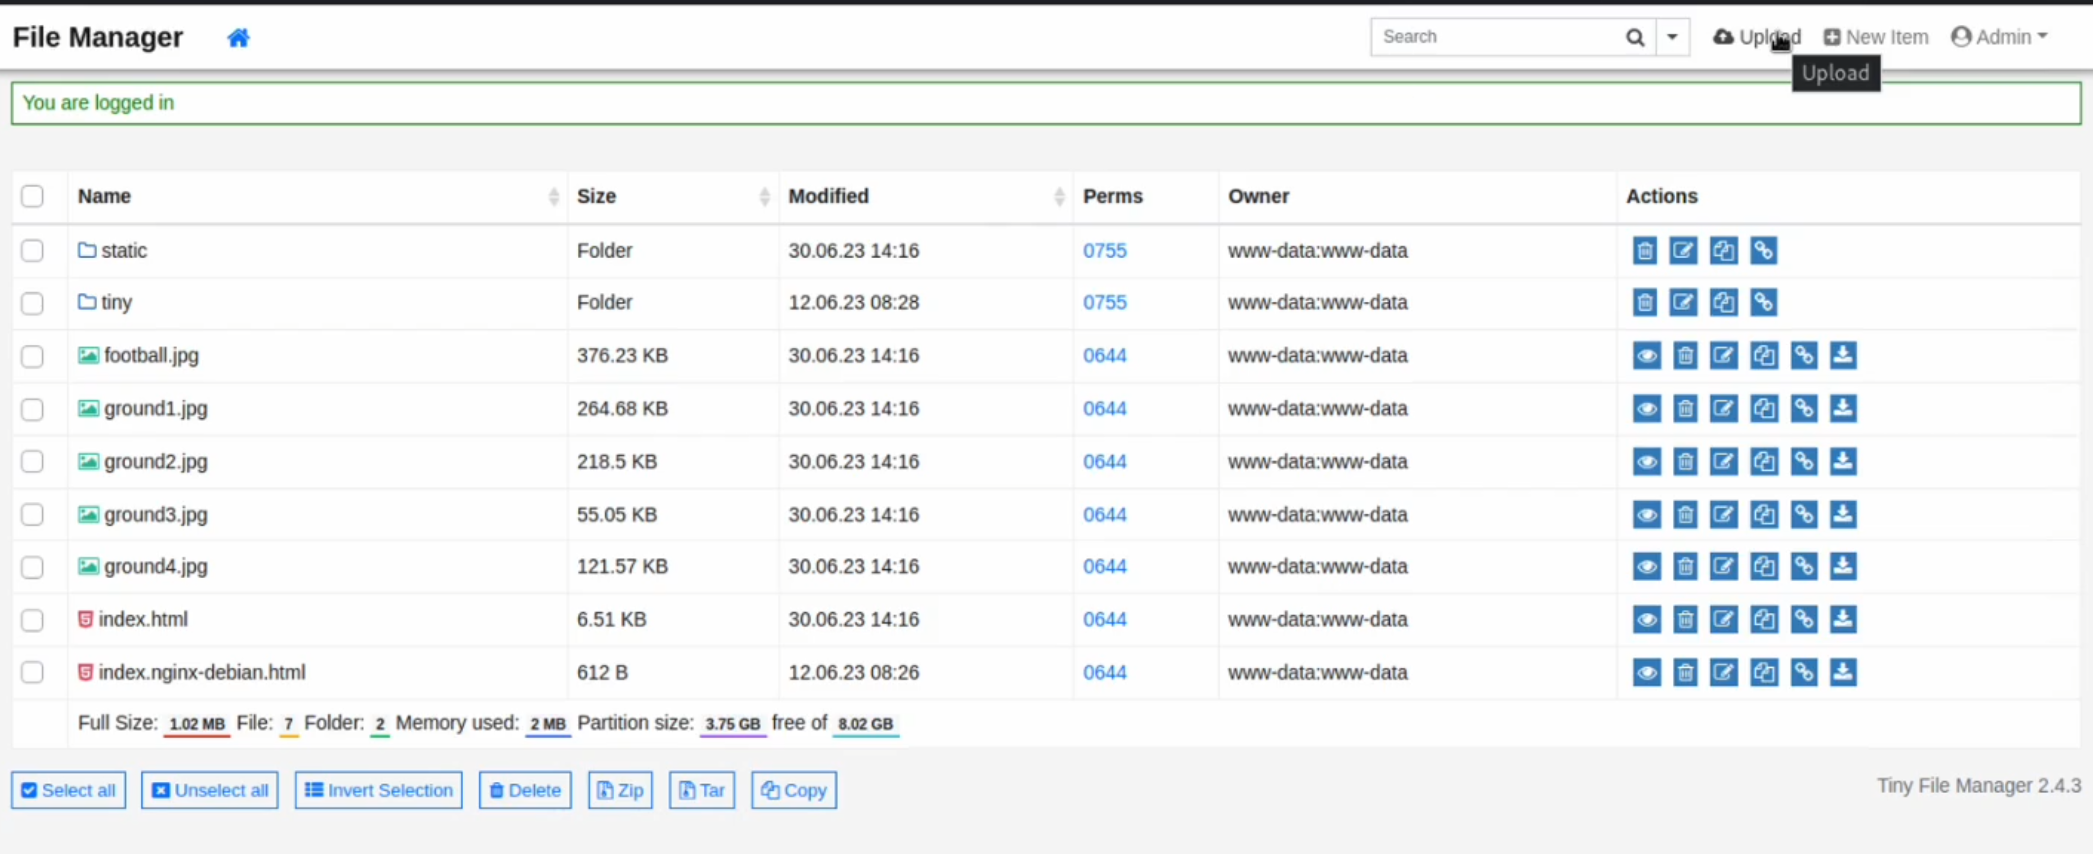 File Manager Search Upload New Item Admin
Upload
You are logged in
Name Size Modified Perms Owner Actions
static Folder 30.06.23 14:16 0755 www-data:www-data
tiny Folder 12.06.23 08:28 0755 www-data:www-data
football.jpg 376.23 KB 30.06.23 14:16 0644 www-data:www-data
ground1.jpg 264.68 KB 30.06.23 14:16 0644 www-data:www-data
ground2.jpg 218.5 KB 30.06.23 14:16 0644 www-data:www-data
ground3.jpg 55.05 KB 30.06.23 14:16 0644 www-data:www-data
ground4.jpg 121.57 KB 30.06.23 14:16 0644 www-data:www-data
index.html 6.51 KB 30.06.23 14:16 0644 www-data:www-data
index.nginx-debian.html 612 B 12.06.23 08:26 0644 www-data:www-data
Full Size: 1.02 MB File: 7 Folder: 2 Memory used: 2 MB Partition size: 3.75 GB free of 8.02 GB
Select all Unselect all Invert Selection Delete Zip Tar Copy Tiny File Manager 2.4.3